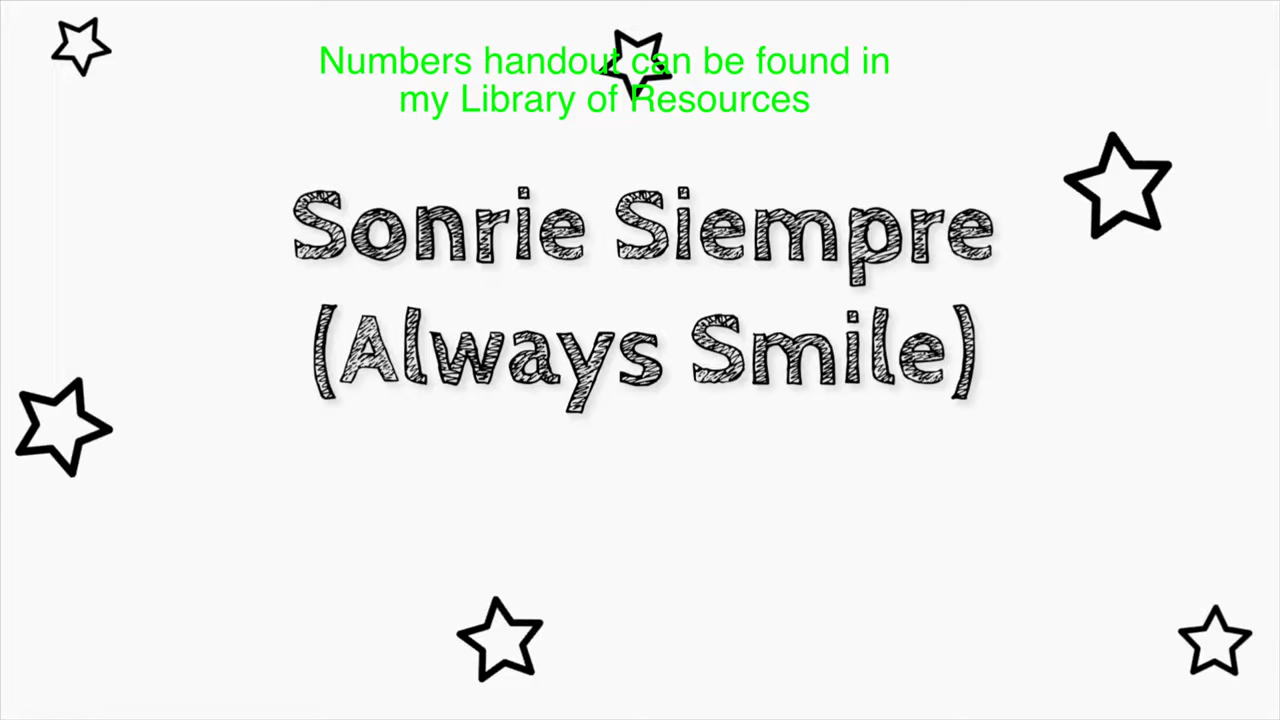 Numbers handout can be found in
my Library of Resources
Sonrie Siempre
(Always Smile)